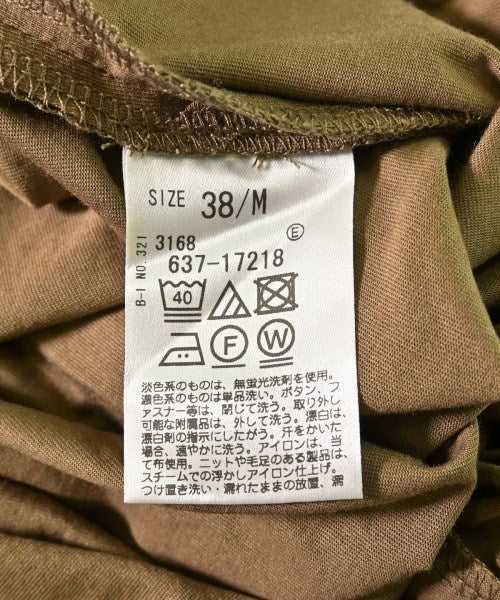 SIZE 38/M
B-I NO.321
3168 E
637-17218
40
F W
淡色系のものは、無蛍光洗剤を使用。
濃色系のものは単品洗い。ボタン、フ
ァスナー等は、閉じて洗う。取り外し
可能な附属品は、外して洗う。漂白は、
漂白剤の指示にしたがう。汗をかいた
場合、速やかに洗う。アイロンは、当
て布使用。ニットや毛足のある製品は、
スチームでの浮かしアイロン仕上げ。
つけ置き洗い・濡れたままの放置、濡